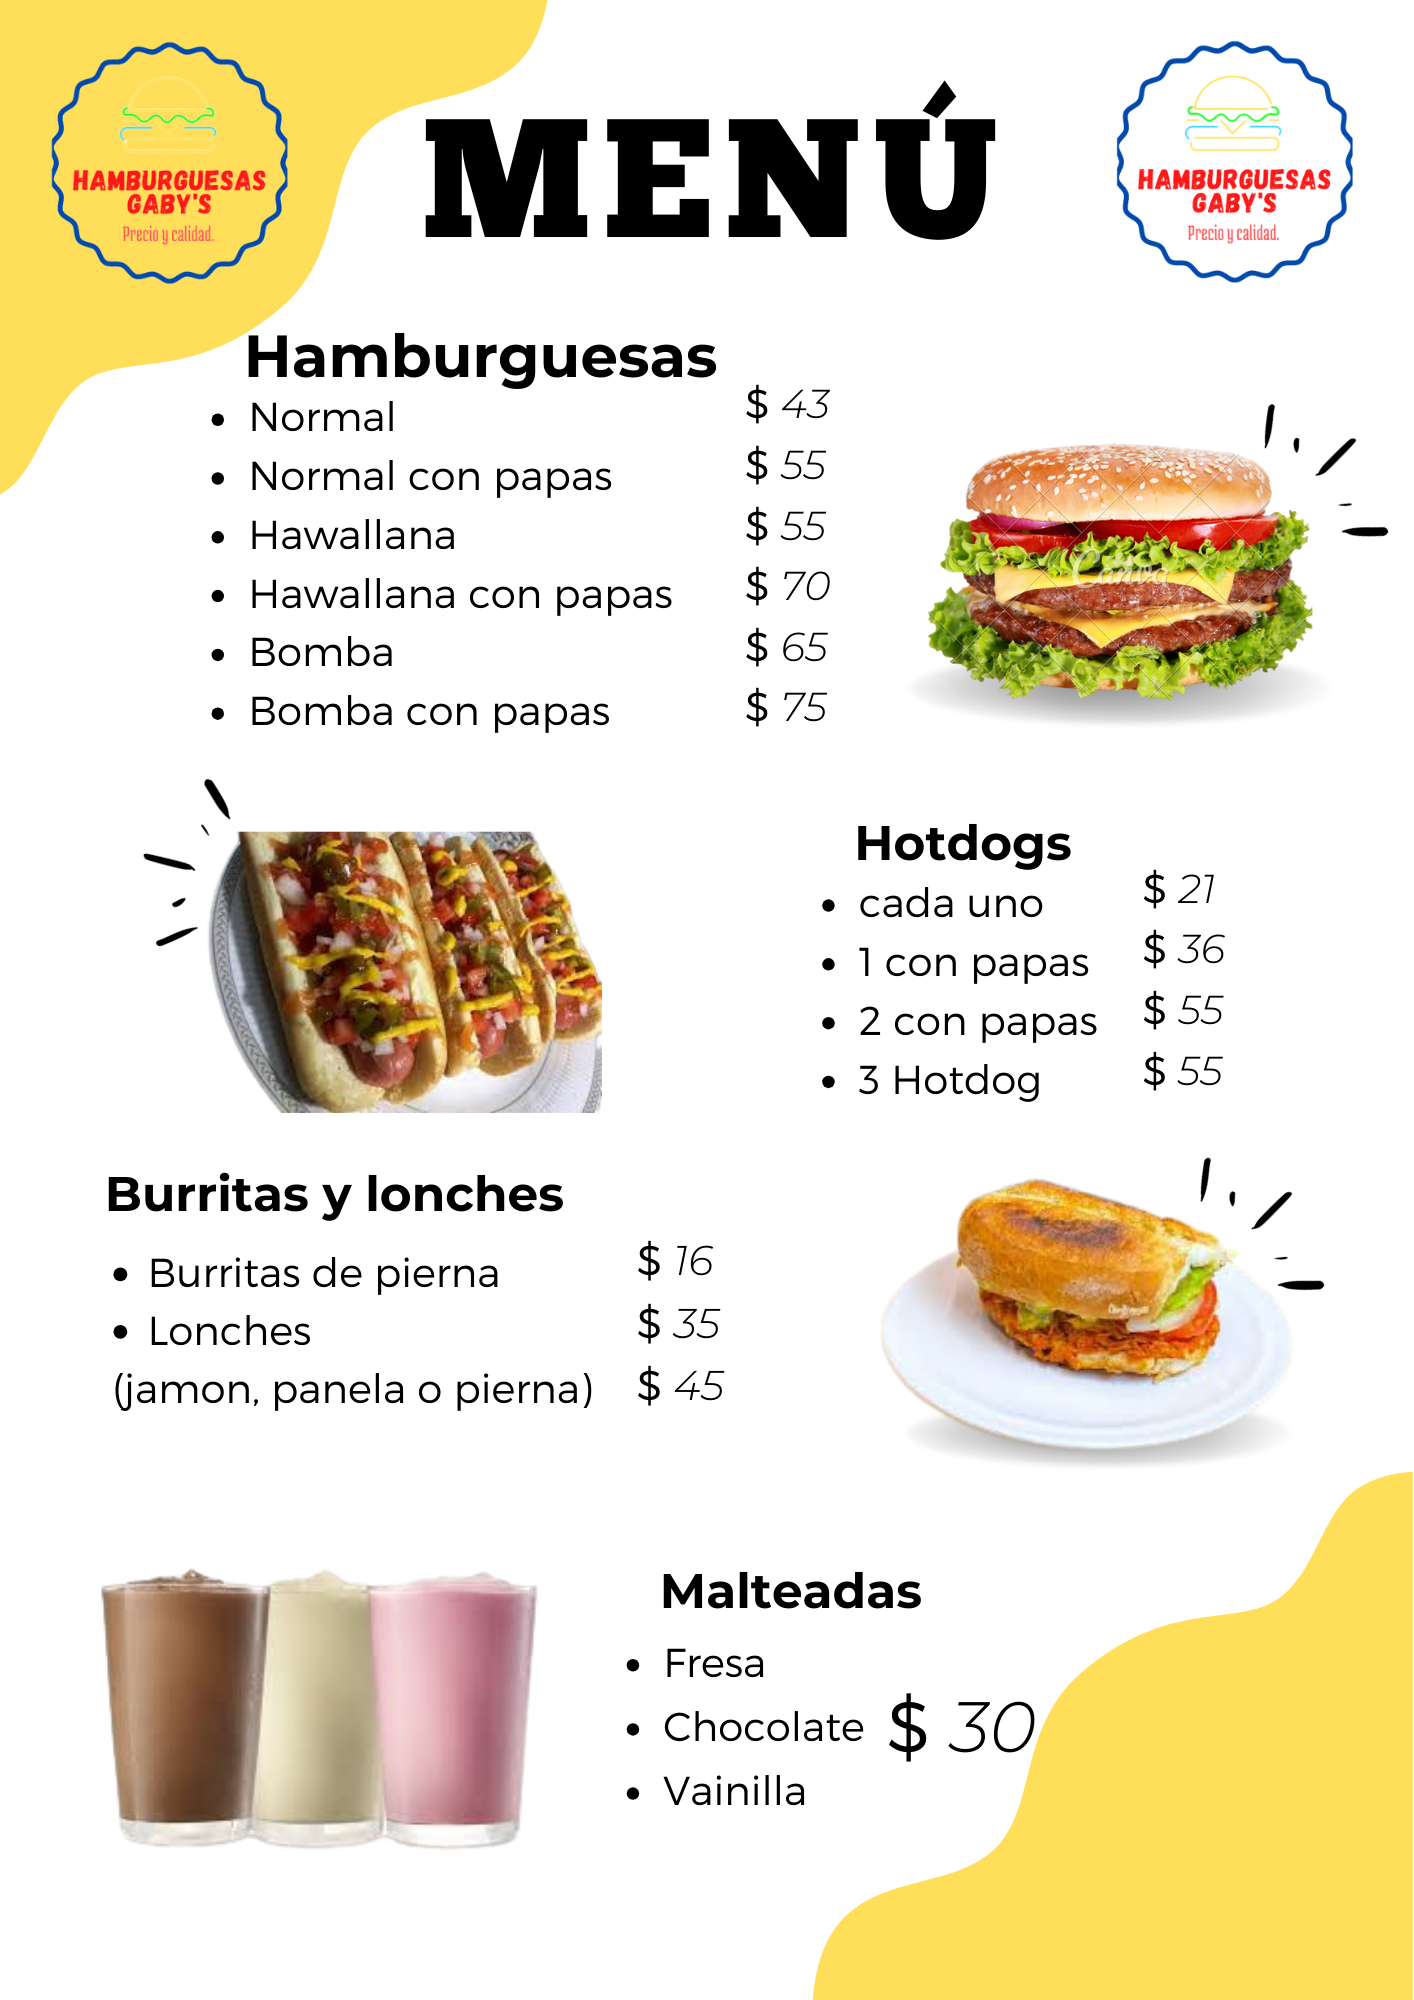 HAMBURGUESAS
GABY'S
Precio y calidad.
MENÚ
HAMBURGUESAS
GABY'S
Precio y calidad.
Hamburguesas
• Normal $ 43
• Normal con papas $ 55
• Hawallana $ 55
• Hawallana con papas $ 70
• Bomba $ 65
• Bomba con papas $ 75
Canva
Hotdogs
• cada uno $ 21
• 1 con papas $ 36
• 2 con papas $ 55
• 3 Hotdog $ 55
Burritas y lonches
• Burritas de pierna $ 16
• Lonches $ 35
(jamon, panela o pierna) $ 45
Malteadas
• Fresa
• Chocolate $ 30
• Vainilla